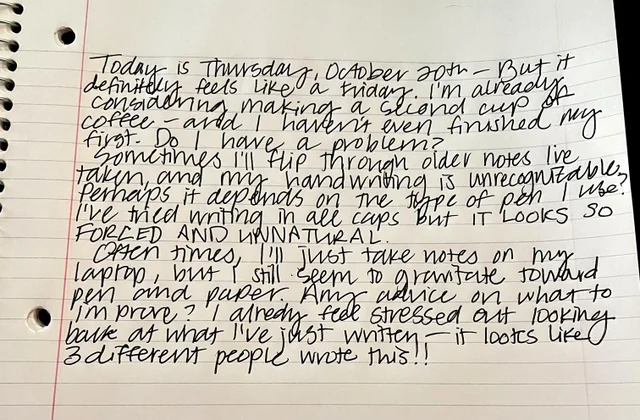 Today is Thursday, October 20th - But it
definitely feels like a Friday. I'm already
considering making a second cup of
coffee - and I haven't even finished my
first. Do I have a problem?
Sometimes I'll flip through older notes I've
taken, and my handwriting is unrecognizable.
Perhaps it depends on the type of pen I use?
I've tried writing in all caps but IT LOOKS SO
FORCED AND UNNATURAL.
Often times, I'll just take notes on my
laptop, but I still seem to gravitate toward
pen and paper. Any advice on what to
improve? I already feel stressed out looking
back at what I've just written - it looks like
3 different people wrote this!!